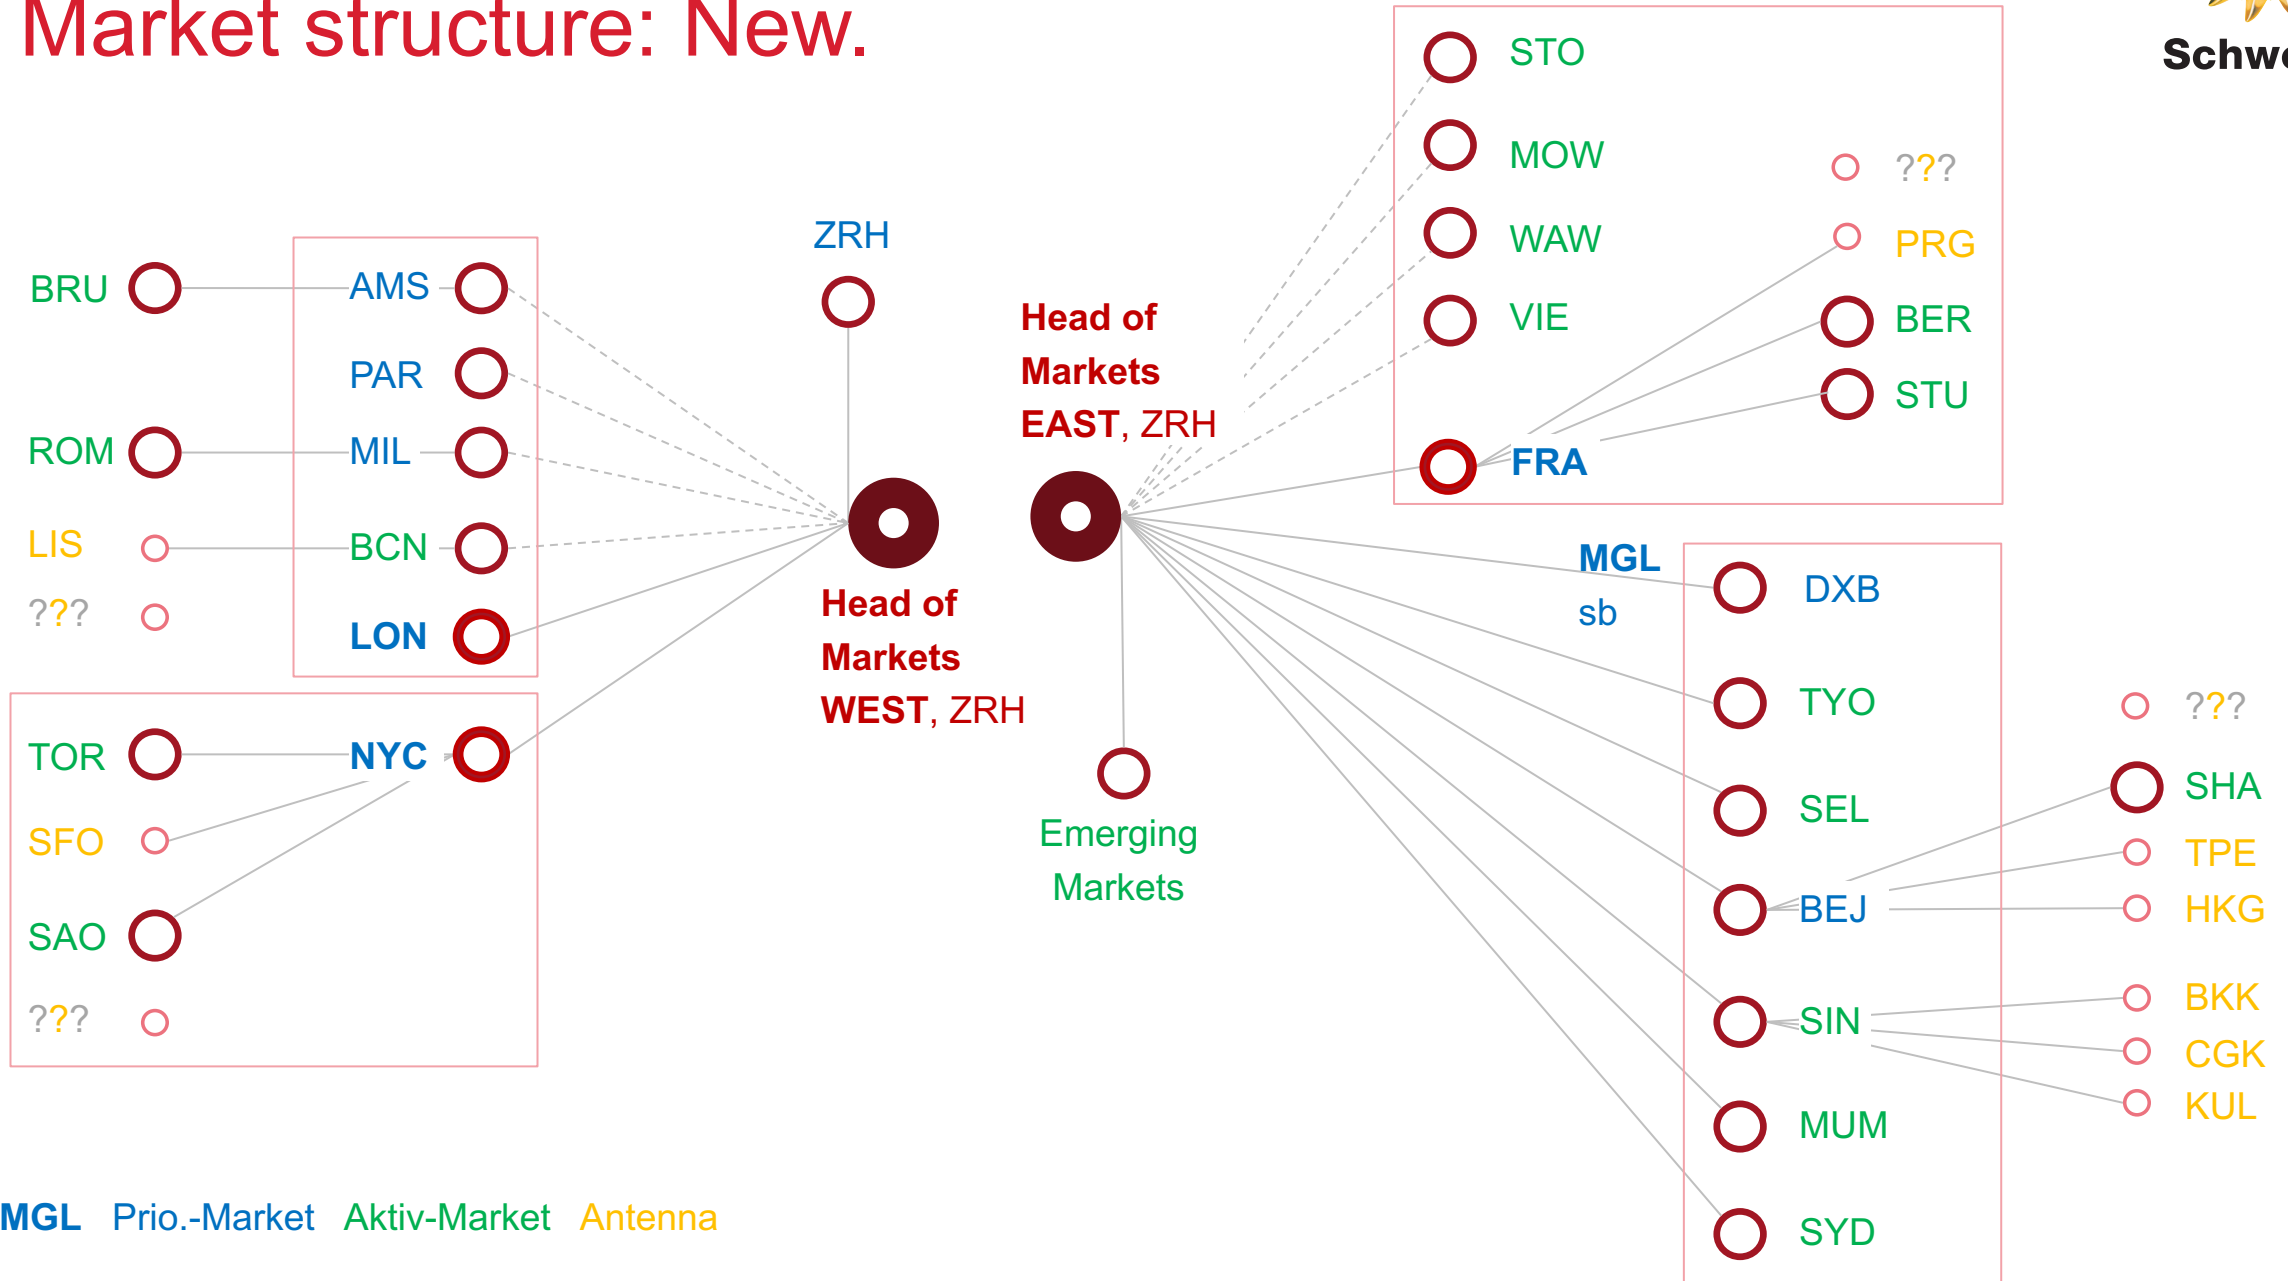 Market structure: New.
STO
MOW
???
WAW
PRG
ZRH
BRU
AMS
VIE
BER
Head of
Markets
EAST, ZRH
PAR
STU
ROM
MIL
FRA
LIS
BCN
MGL
sb
DXB
???
LON
Head of
Markets
WEST, ZRH
TYO
???
TOR
NYC
SHA
SEL
SFO
Emerging
Markets
TPE
BEJ
HKG
SAO
BKK
???
SIN
CGK
KUL
MUM
MGL Prio.-Market Aktiv-Market Antenna
SYD